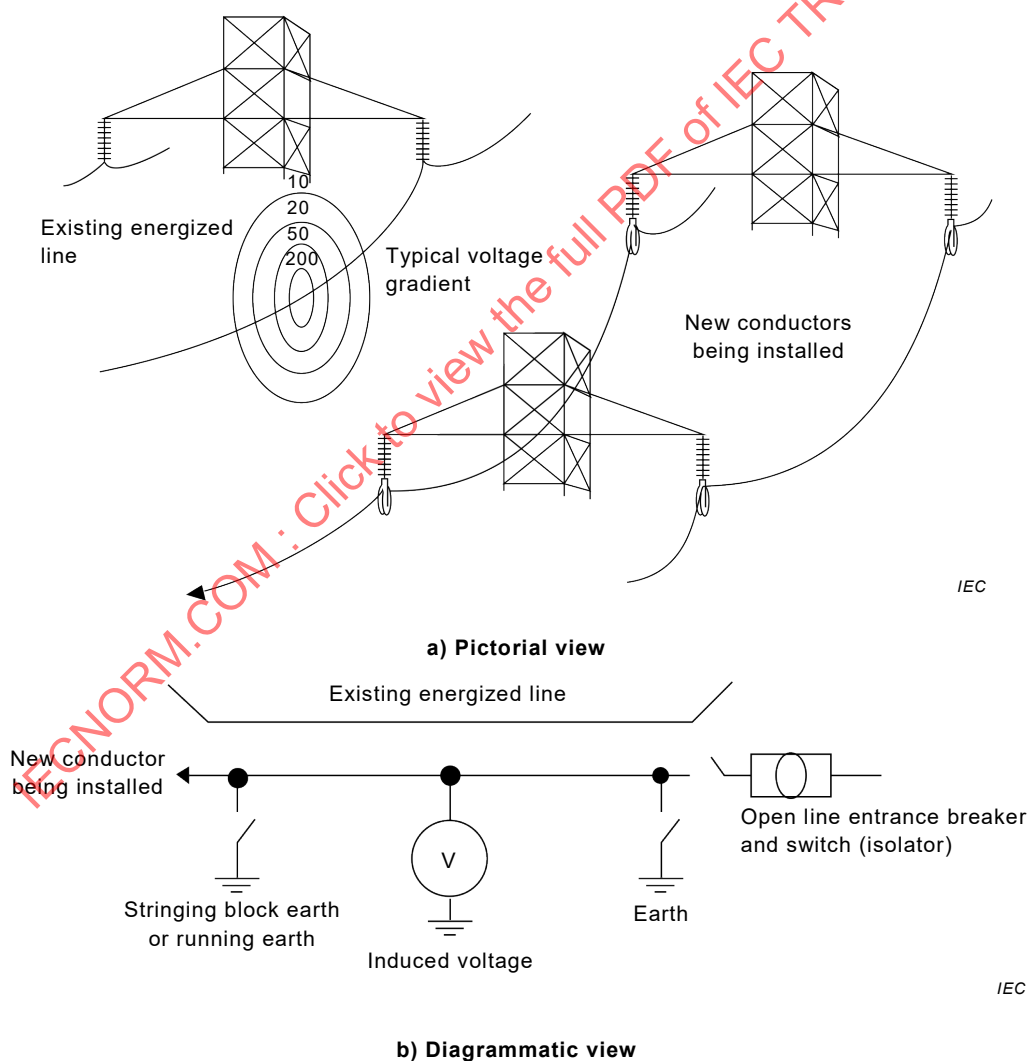 10
20
50
200
Existing energized
line
Typical voltage
gradient
New conductors
being installed
IEC
a) Pictorial view
Existing energized line
New conductor
being installed
Open line entrance breaker
and switch (isolator)
V
Stringing block earth
or running earth
Earth
Induced voltage
IEC
b) Diagrammatic view
IECNORM.COM : Click to view the full PDF of IEC TR